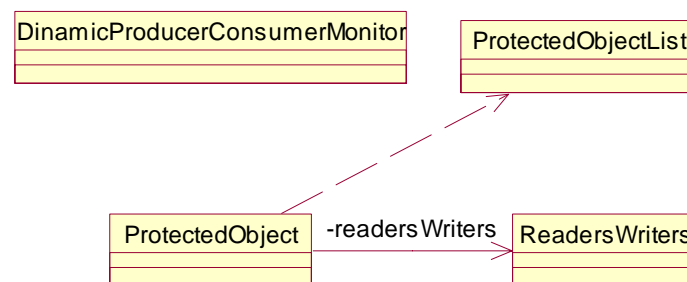 DinamicProducerConsumerMonitor
ProtectedObjectList
ProtectedObject
-readersWriters
ReadersWriters